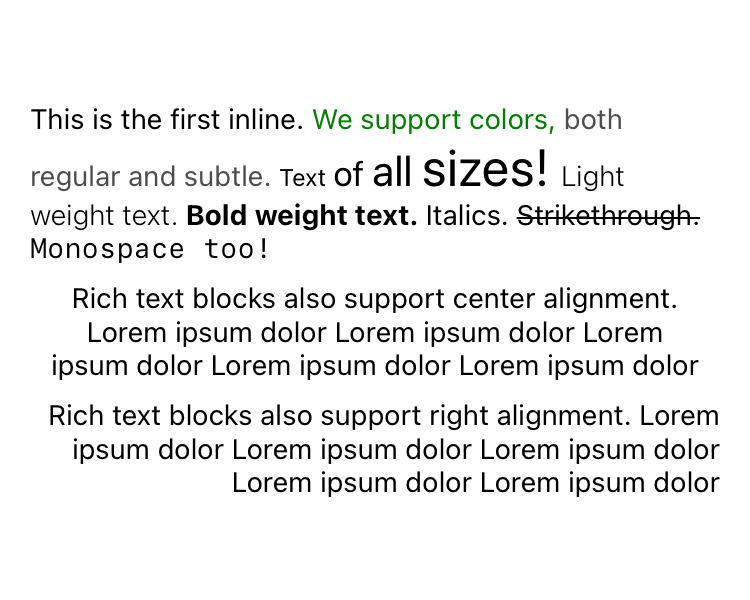 This is the first inline. We support colors, both
regular and subtle. Text of all sizes! Light
weight text. Bold weight text. Italics. Strikethrough.
Monospace too!
Rich text blocks also support center alignment.
Lorem ipsum dolor Lorem ipsum dolor Lorem
ipsum dolor Lorem ipsum dolor Lorem ipsum dolor
Rich text blocks also support right alignment. Lorem
ipsum dolor Lorem ipsum dolor Lorem ipsum dolor
Lorem ipsum dolor Lorem ipsum dolor